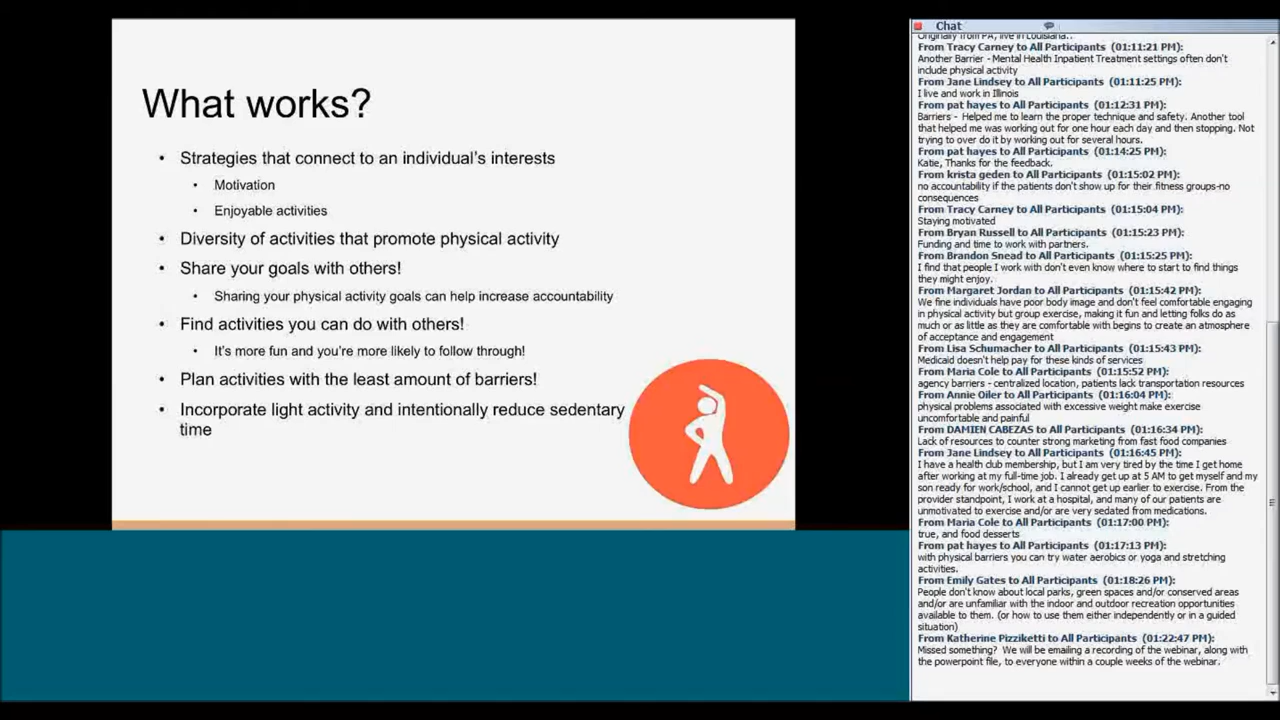 What works?
• Strategies that connect to an individual's interests
• Motivation
• Enjoyable activities
• Diversity of activities that promote physical activity
• Share your goals with others!
• Sharing your physical activity goals can help increase accountability
• Find activities you can do with others!
• It's more fun and you're more likely to follow through!
• Plan activities with the least amount of barriers!
• Incorporate light activity and intentionally reduce sedentary
time
Chat
Originally from PA, live in Louisiana..
From Tracy Carney to All Participants (01:11:21 PM):
Another Barrier - Mental Health Inpatient Treatment settings often don't
include physical activity
From Jane Lindsey to All Participants (01:11:25 PM):
I live and work in Illinois
From pat hayes to All Participants (01:12:31 PM):
Barriers - Helped me to learn the proper technique and safety. Another tool
that helped me was working out for one hour each day and then stopping. Not
trying to over do it by working out for several hours.
From pat hayes to All Participants (01:14:25 PM):
Katie, Thanks for the feedback.
From krista geden to All Participants (01:15:02 PM):
no accountability if the patients don't show up for their fitness groups-no
consequences
From Tracy Carney to All Participants (01:15:04 PM):
Staying motivated
From Bryan Russell to All Participants (01:15:23 PM):
Funding and time to work with partners.
From Brandon Snead to All Participants (01:15:25 PM):
I find that people I work with don't even know where to start to find things
they might enjoy.
From Margaret Jordan to All Participants (01:15:42 PM):
We fine individuals have poor body image and don't feel comfortable engaging
in physical activity but group exercise, making it fun and letting folks do as
much or as little as they are comfortable with begins to create an atmosphere
of acceptance and engagement
From Lisa Schumacher to All Participants (01:15:43 PM):
Medicaid doesn't help pay for these kinds of services
From Maria Cole to All Participants (01:15:52 PM):
agency barriers - centralized location, patients lack transportation resources
From Annie Oiler to All Participants (01:16:04 PM):
physical problems associated with excessive weight make exercise
uncomfortable and painful
From DAMIEN CABEZAS to All Participants (01:16:34 PM):
Lack of resources to counter strong marketing from fast food companies
From Jane Lindsey to All Participants (01:16:45 PM):
I have a health club membership, but I am very tired by the time I get home
after working at my full-time job. I already get up at 5 AM to get myself and my
son ready for work/school, and I cannot get up earlier to exercise. From the
provider standpoint, I work at a hospital, and many of our patients are
unmotivated to exercise and/or are very sedated from medications.
From Maria Cole to All Participants (01:17:00 PM):
true, and food desserts
From pat hayes to All Participants (01:17:13 PM):
with physical barriers you can try water aerobics or yoga and stretching
activities.
From Emily Gates to All Participants (01:18:26 PM):
People don't know about local parks, green spaces and/or conserved areas
and/or are unfamiliar with the indoor and outdoor recreation opportunities
available to them. (or how to use them either independently or in a guided
situation)
From Katherine Pizziketti to All Participants (01:22:47 PM):
Missed something? We will be emailing a recording of the webinar, along with
the powerpoint file, to everyone within a couple weeks of the webinar.